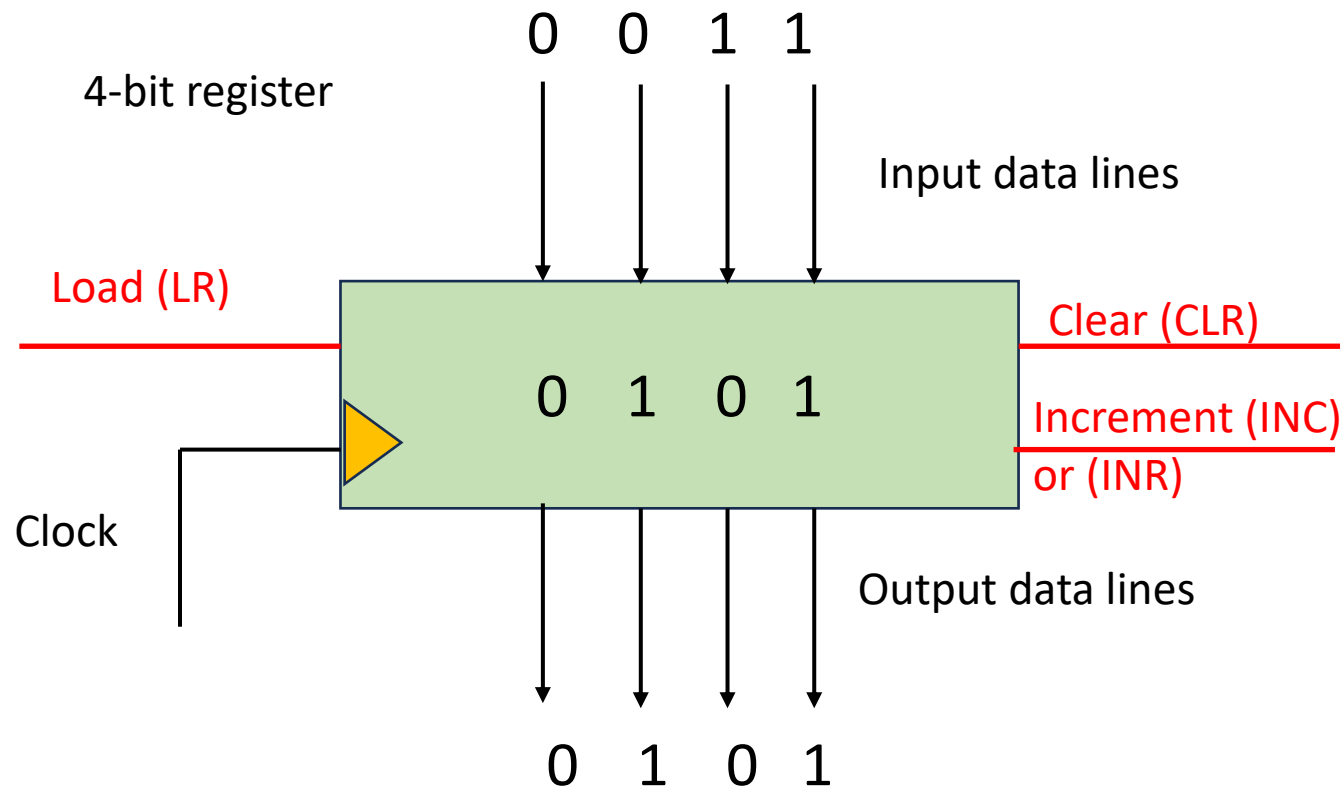 0 0 1 1
4-bit register
Input data lines
Load (LR)
Clear (CLR)
0 1 0 1
Increment (INC)
or (INR)
Clock
Output data lines
0 1 0 1